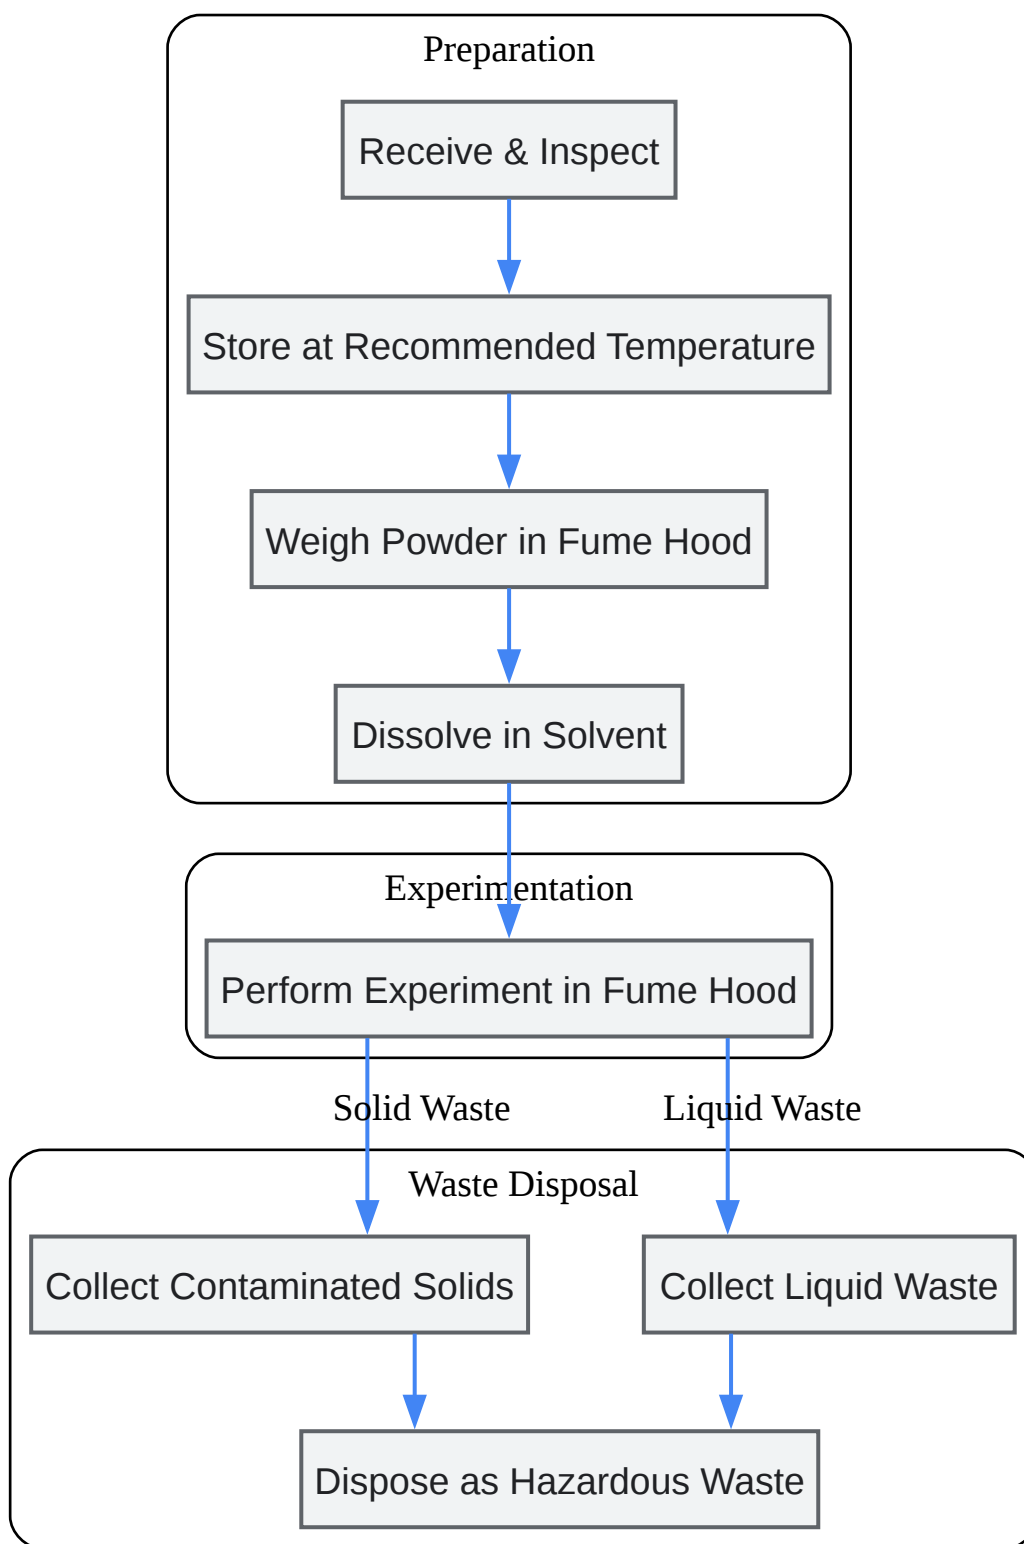 Preparation
Receive & Inspect
Store at Recommended Temperature
Weigh Powder in Fume Hood
Dissolve in Solvent
Experimentation
Perform Experiment in Fume Hood
Solid Waste
Liquid Waste
Waste Disposal
Collect Contaminated Solids
Collect Liquid Waste
Dispose as Hazardous Waste